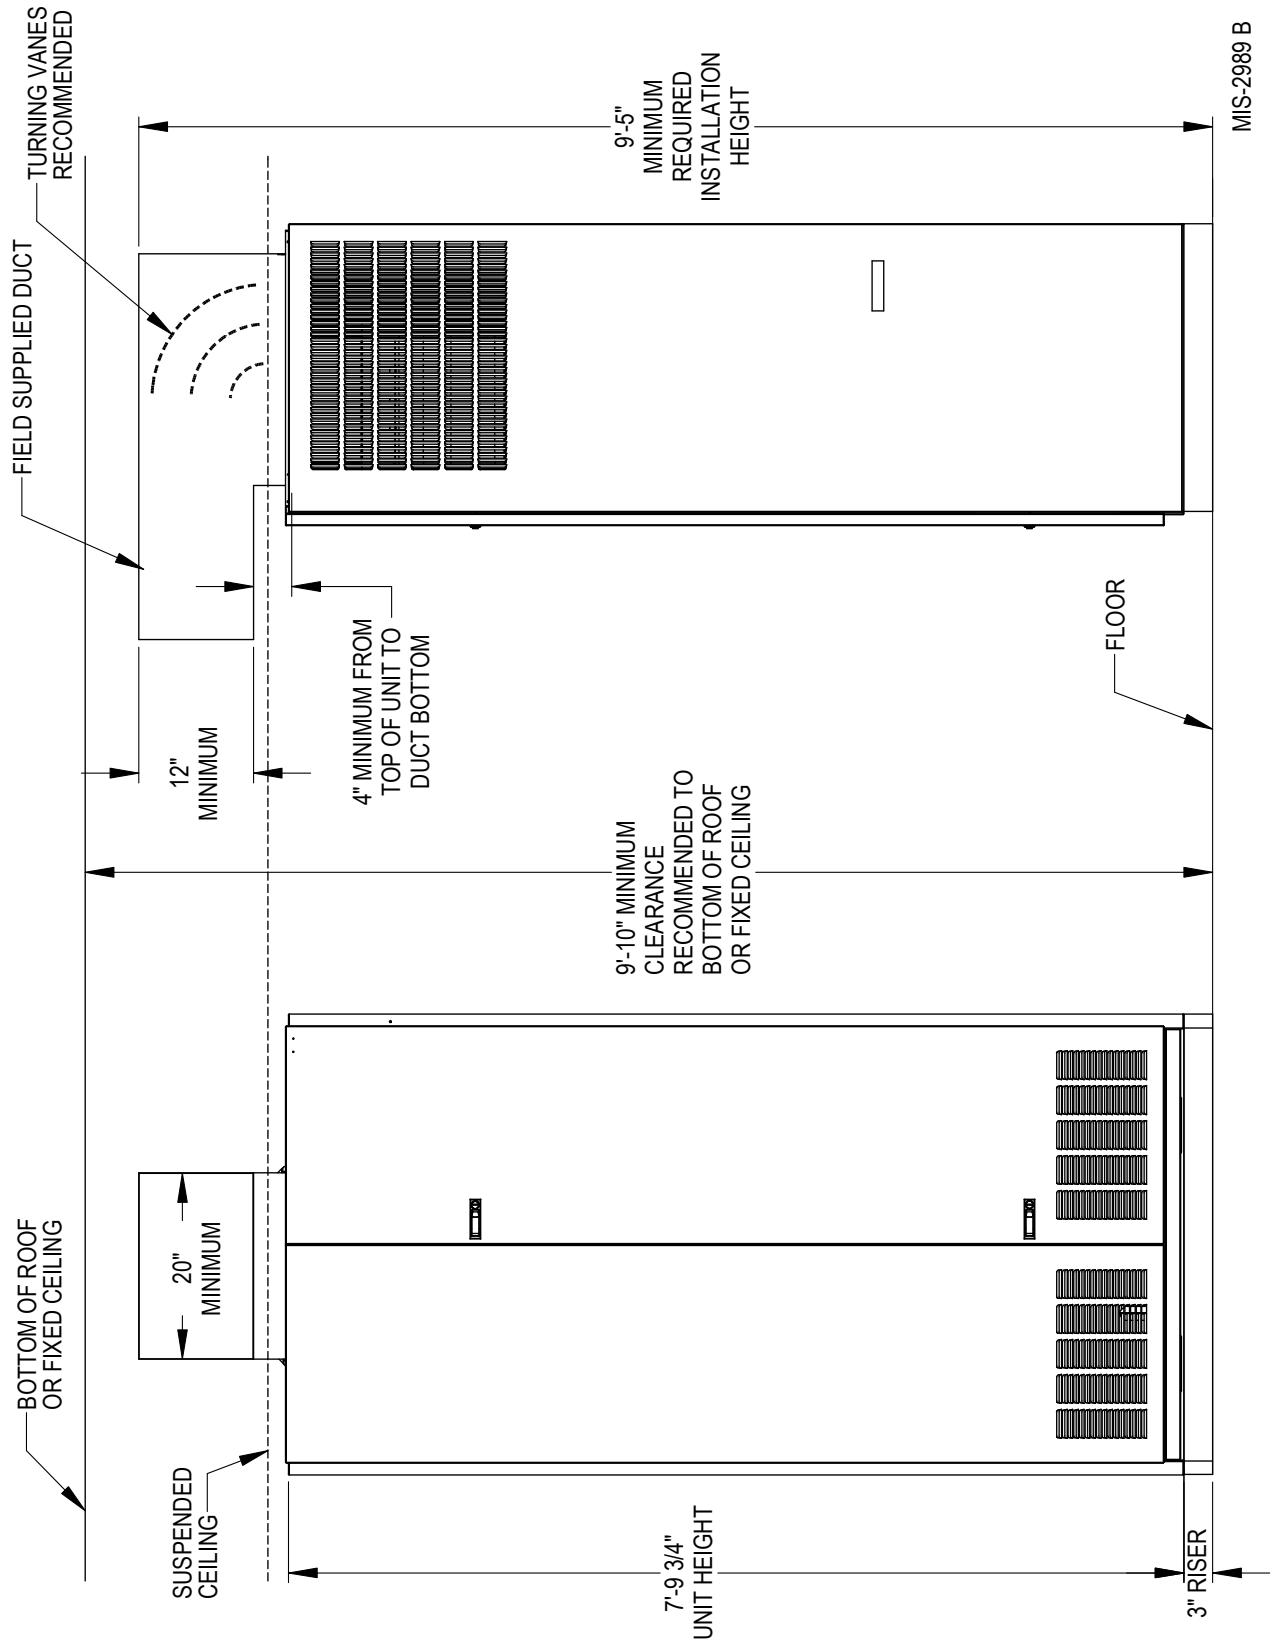 BOTTOM OF ROOF
OR FIXED CEILING
SUSPENDED
CEILING
20"
MINIMUM
7'-9 3/4"
UNIT HEIGHT
3" RISER
9'-10" MINIMUM
CLEARANCE
RECOMMENDED TO
BOTTOM OF ROOF
OR FIXED CEILING
12"
MINIMUM
4" MINIMUM FROM
TOP OF UNIT TO
DUCT BOTTOM
FLOOR
FIELD SUPPLIED DUCT
TURNING VANES
RECOMMENDED
9'-5"
MINIMUM
REQUIRED
INSTALLATION
HEIGHT
MIS-2989 B